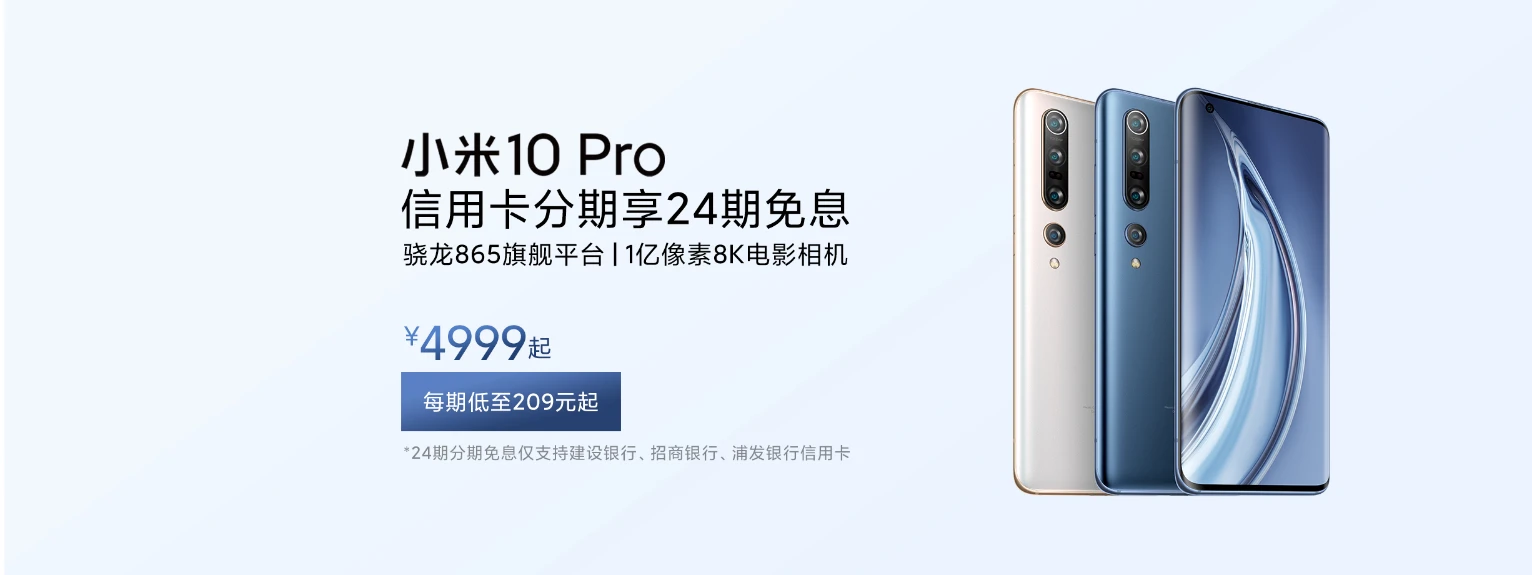 小米10 Pro
信用卡分期享24期免息
骁龙865旗舰平台 | 1亿像素8K电影相机
¥4999起
每期低至209元起
*24期分期免息仅支持建设银行、招商银行、浦发银行信用卡